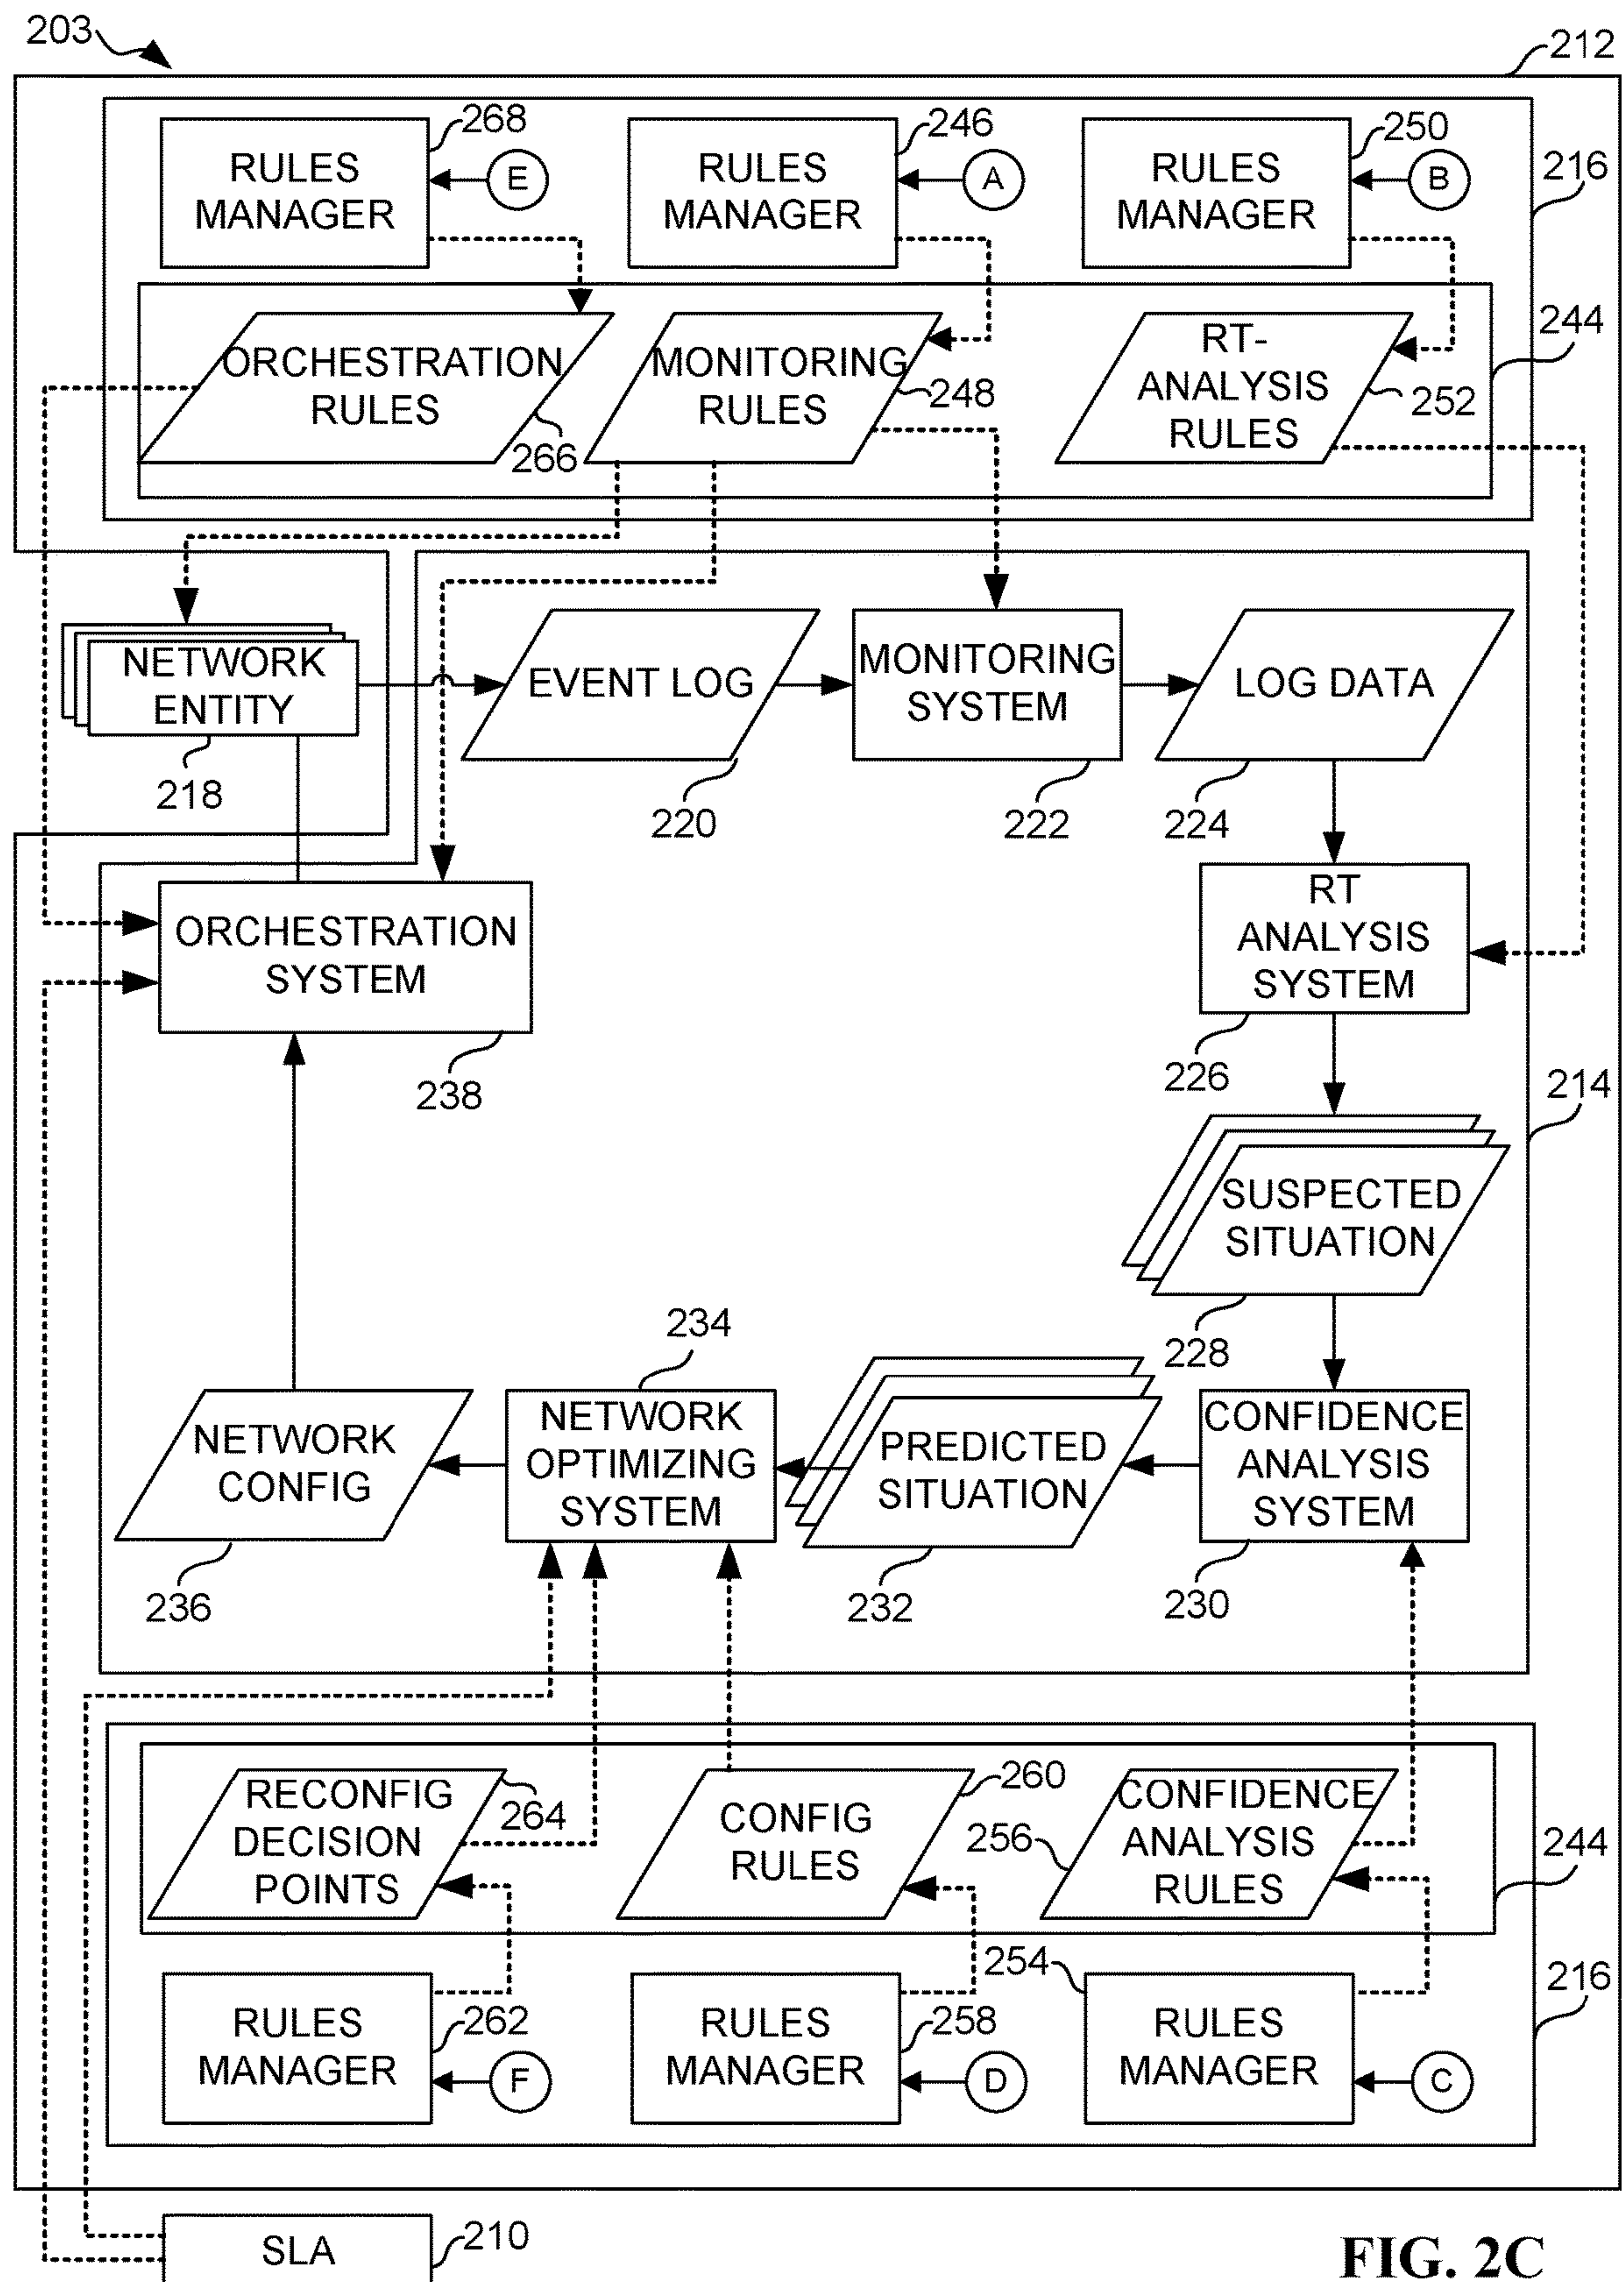 203
212
268
246
250
RULES
MANAGER
E
RULES
MANAGER
A
RULES
MANAGER
B
216
244
ORCHESTRATION
RULES
266
MONITORING
RULES
248
RT-
ANALYSIS
RULES
252
NETWORK
ENTITY
218
EVENT LOG
220
MONITORING
SYSTEM
222
LOG DATA
224
ORCHESTRATION
SYSTEM
238
RT
ANALYSIS
SYSTEM
226
214
SUSPECTED
SITUATION
228
234
NETWORK
CONFIG
236
NETWORK
OPTIMIZING
SYSTEM
PREDICTED
SITUATION
232
CONFIDENCE
ANALYSIS
SYSTEM
230
RECONFIG
DECISION
POINTS
264
CONFIG
RULES
260
256
CONFIDENCE
ANALYSIS
RULES
244
254
216
RULES
MANAGER
262
F
RULES
MANAGER
258
D
RULES
MANAGER
C
SLA
210
FIG. 2C